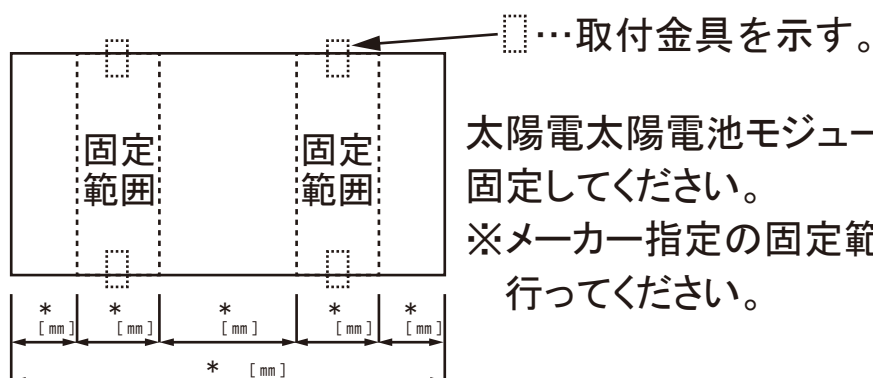 …取付金具を示す。
固定
範囲
固定
範囲
太陽電太陽電池モジュー
固定してください。
※メーカー指定の固定範
行ってください。
* * * * *
[mm] [mm] [mm] [mm] [mm]
* [mm]